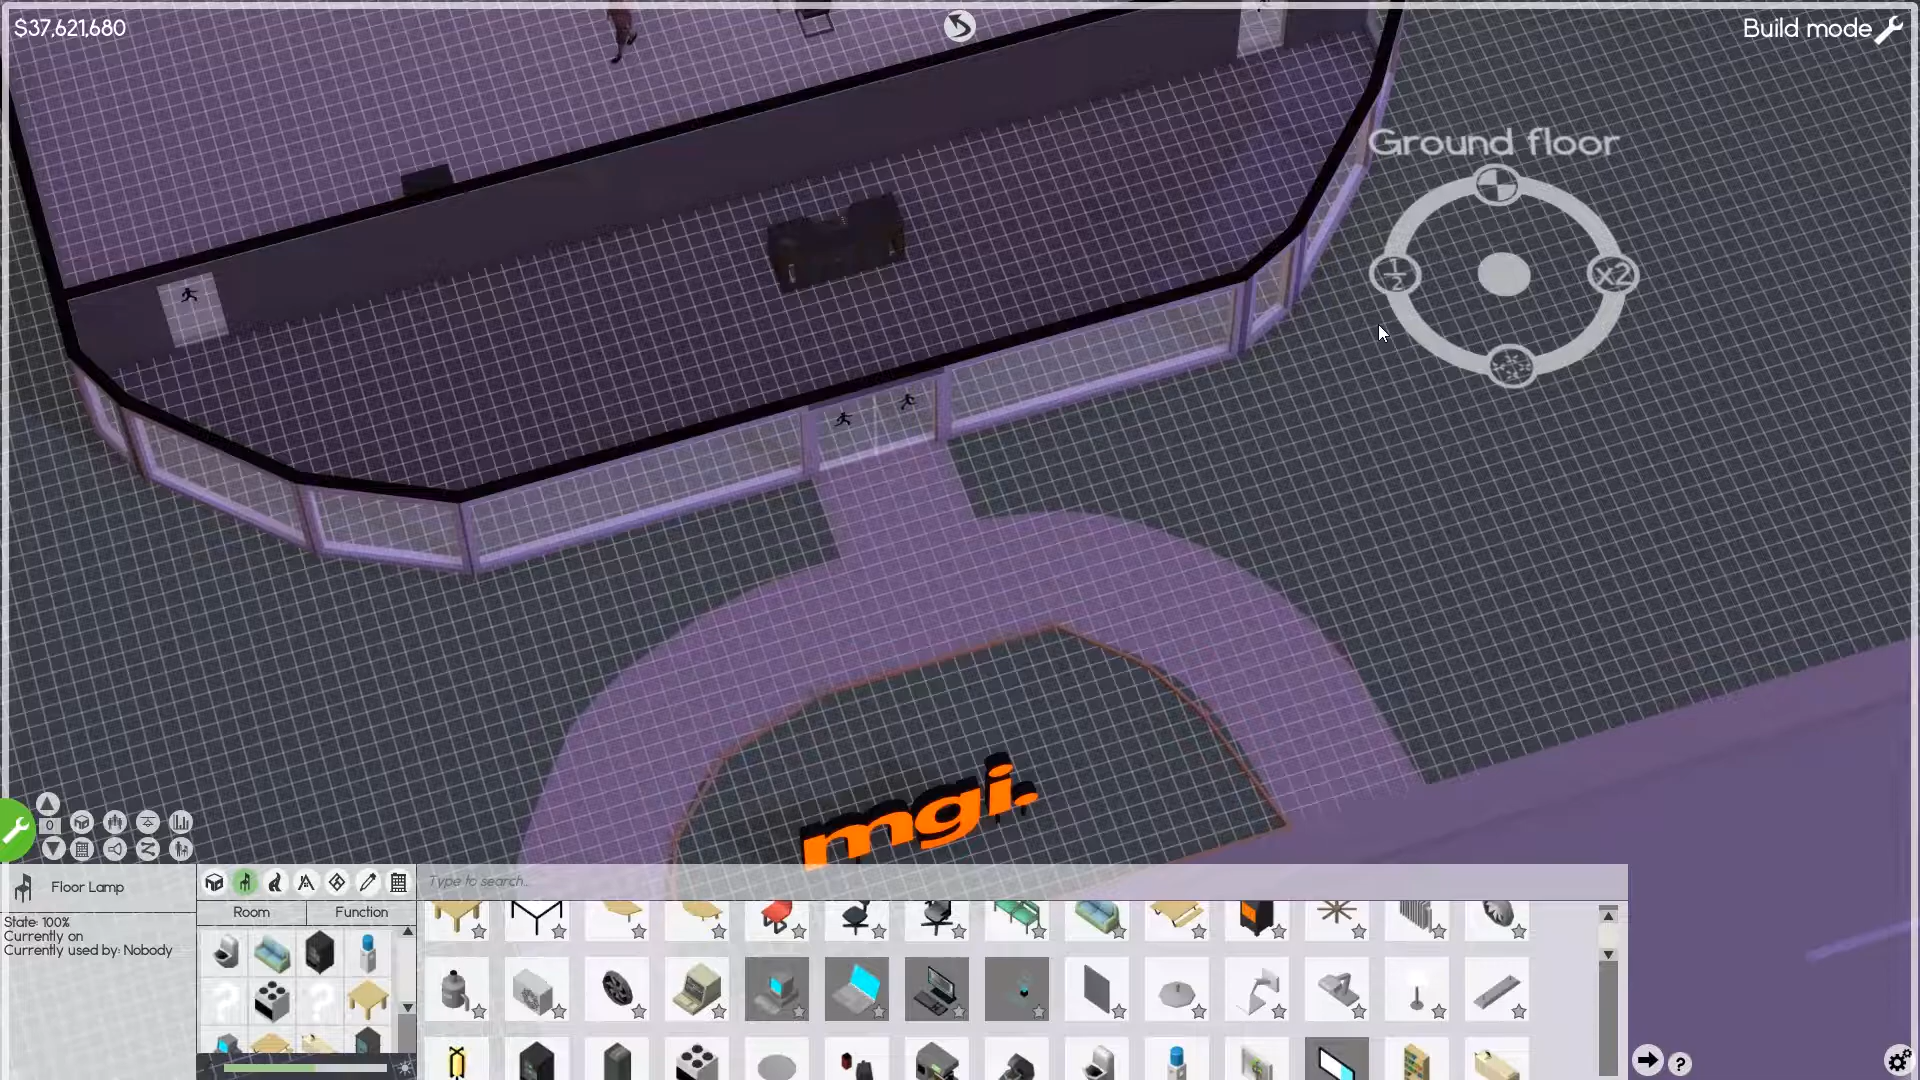 $37,621,680
Build mode
Ground floor
1/2
x2
mgi.
0
Floor Lamp
Type to search...
Room
Function
State: 100%
Currently on
Currently used by: Nobody
?
?
?